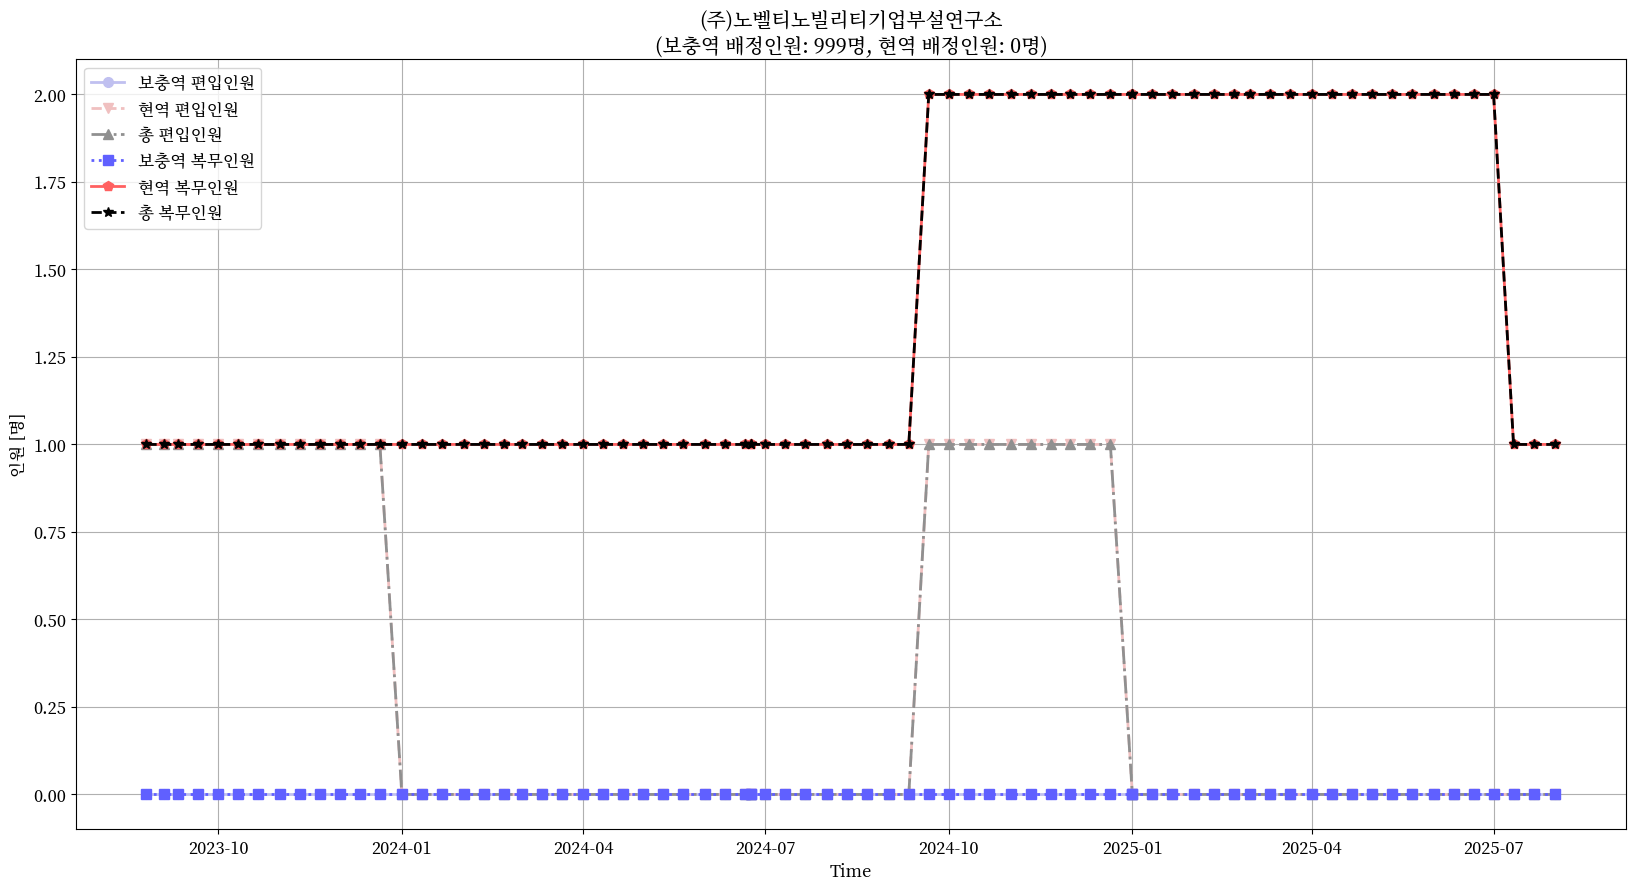 (주)노벨티노빌리티기업부설연구소
(보충역 배정인원: 999명, 현역 배정인원: 0명)
보충역 편입인원
현역 편입인원
총 편입인원
보충역 복무인원
현역 복무인원
총 복무인원
2.00
1.75
1.50
1.25
1.00
0.75
0.50
0.25
0.00
인원 [명]
2023-10
2024-01
2024-04
2024-07
2024-10
2025-01
2025-04
2025-07
Time